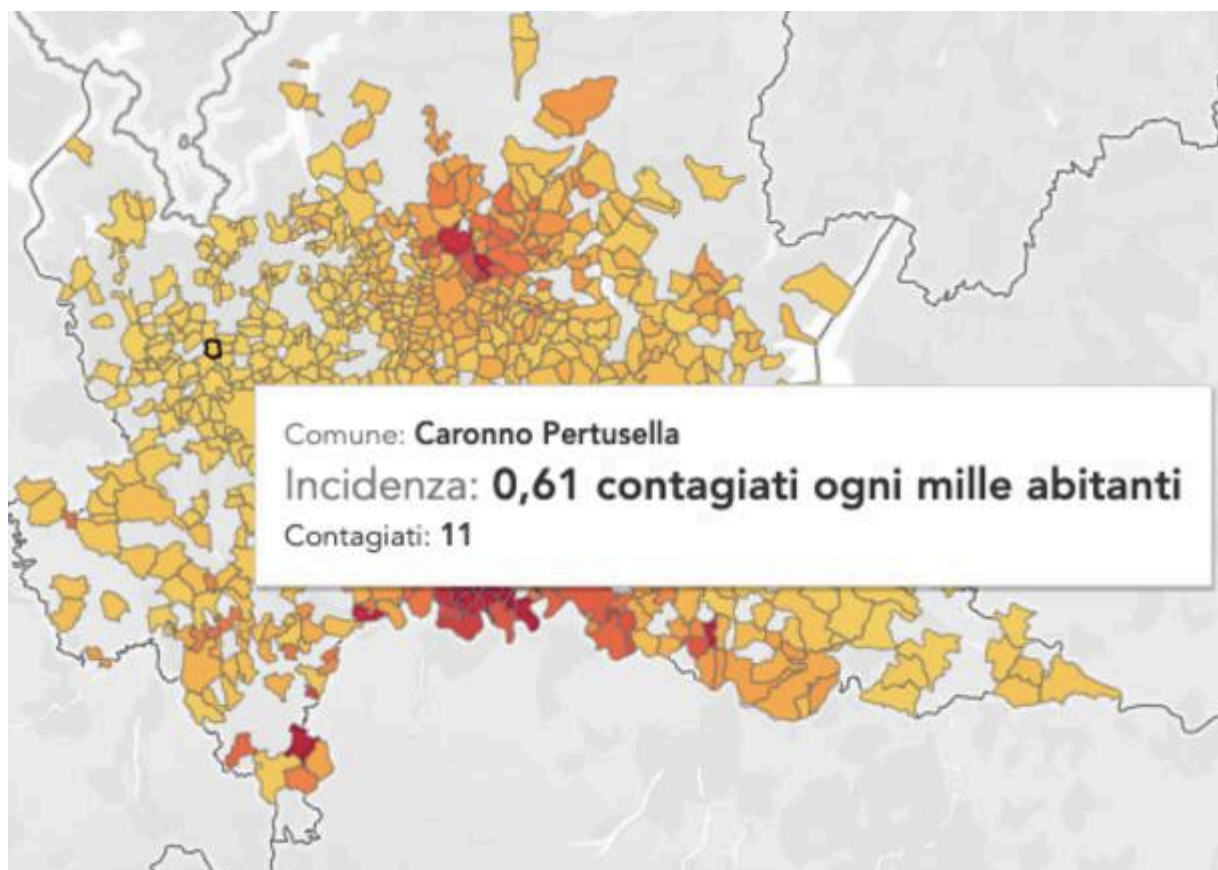 Comune: Caronno Pertusella
Incidenza: 0,61 contagiati ogni mille abitanti
Contagiati: 11